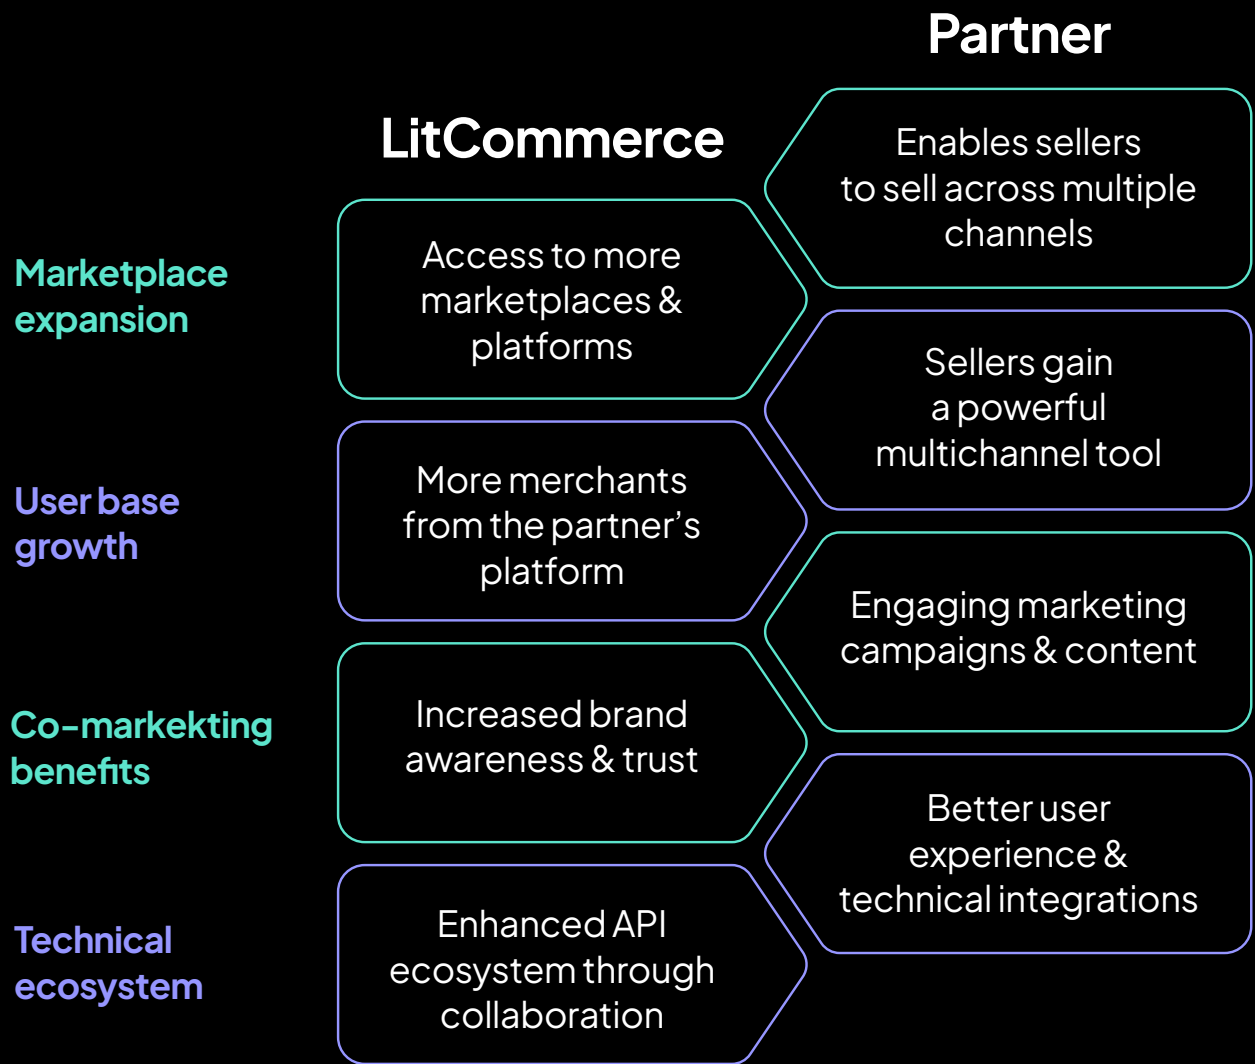 Partner
LitCommerce
Enables sellers
to sell across multiple
channels
Marketplace
expansion
Access to more
marketplaces &
platforms
Sellers gain
a powerful
multichannel tool
User base
growth
More merchants
from the partner’s
platform
Engaging marketing
campaigns & content
Co-markekting
benefits
Increased brand
awareness & trust
Better user
experience &
technical integrations
Technical
ecosystem
Enhanced API
ecosystem through
collaboration